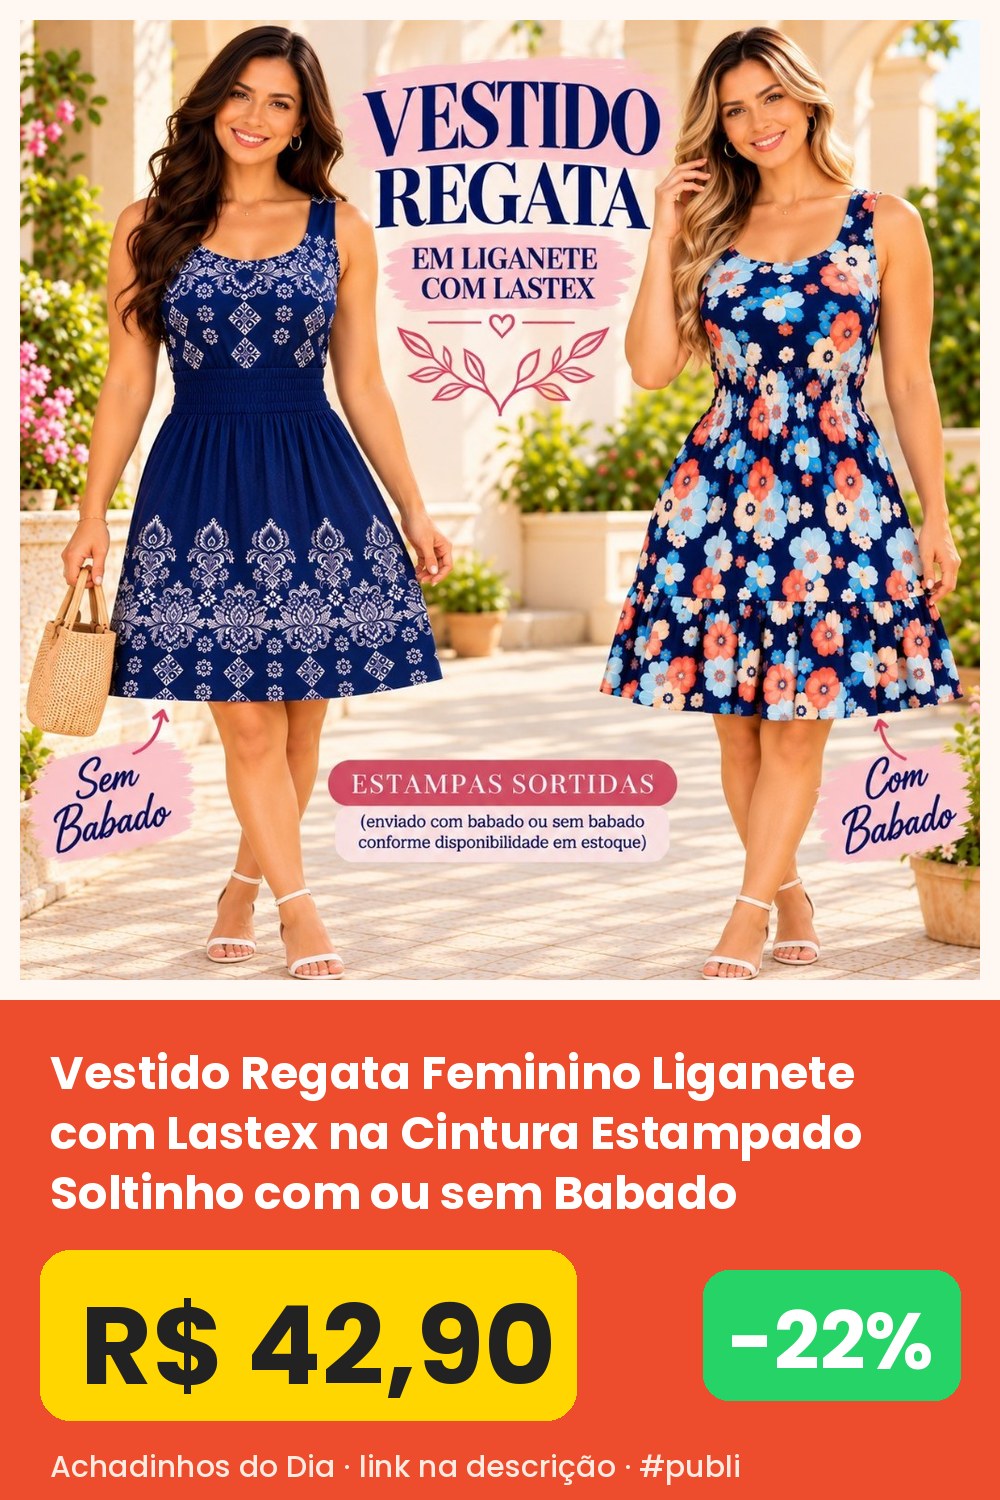 VESTIDO
REGATA
EM LIGANETE
COM LASTEX
Sem
Babado
Com
Babado
ESTAMPAS SORTIDAS
(enviado com babado ou sem babado
conforme disponibilidade em estoque)
Vestido Regata Feminino Liganete
com Lastex na Cintura Estampado
Soltinho com ou sem Babado
R$ 42,90
-22%
Achadinhos do Dia · link na descrição · #publi